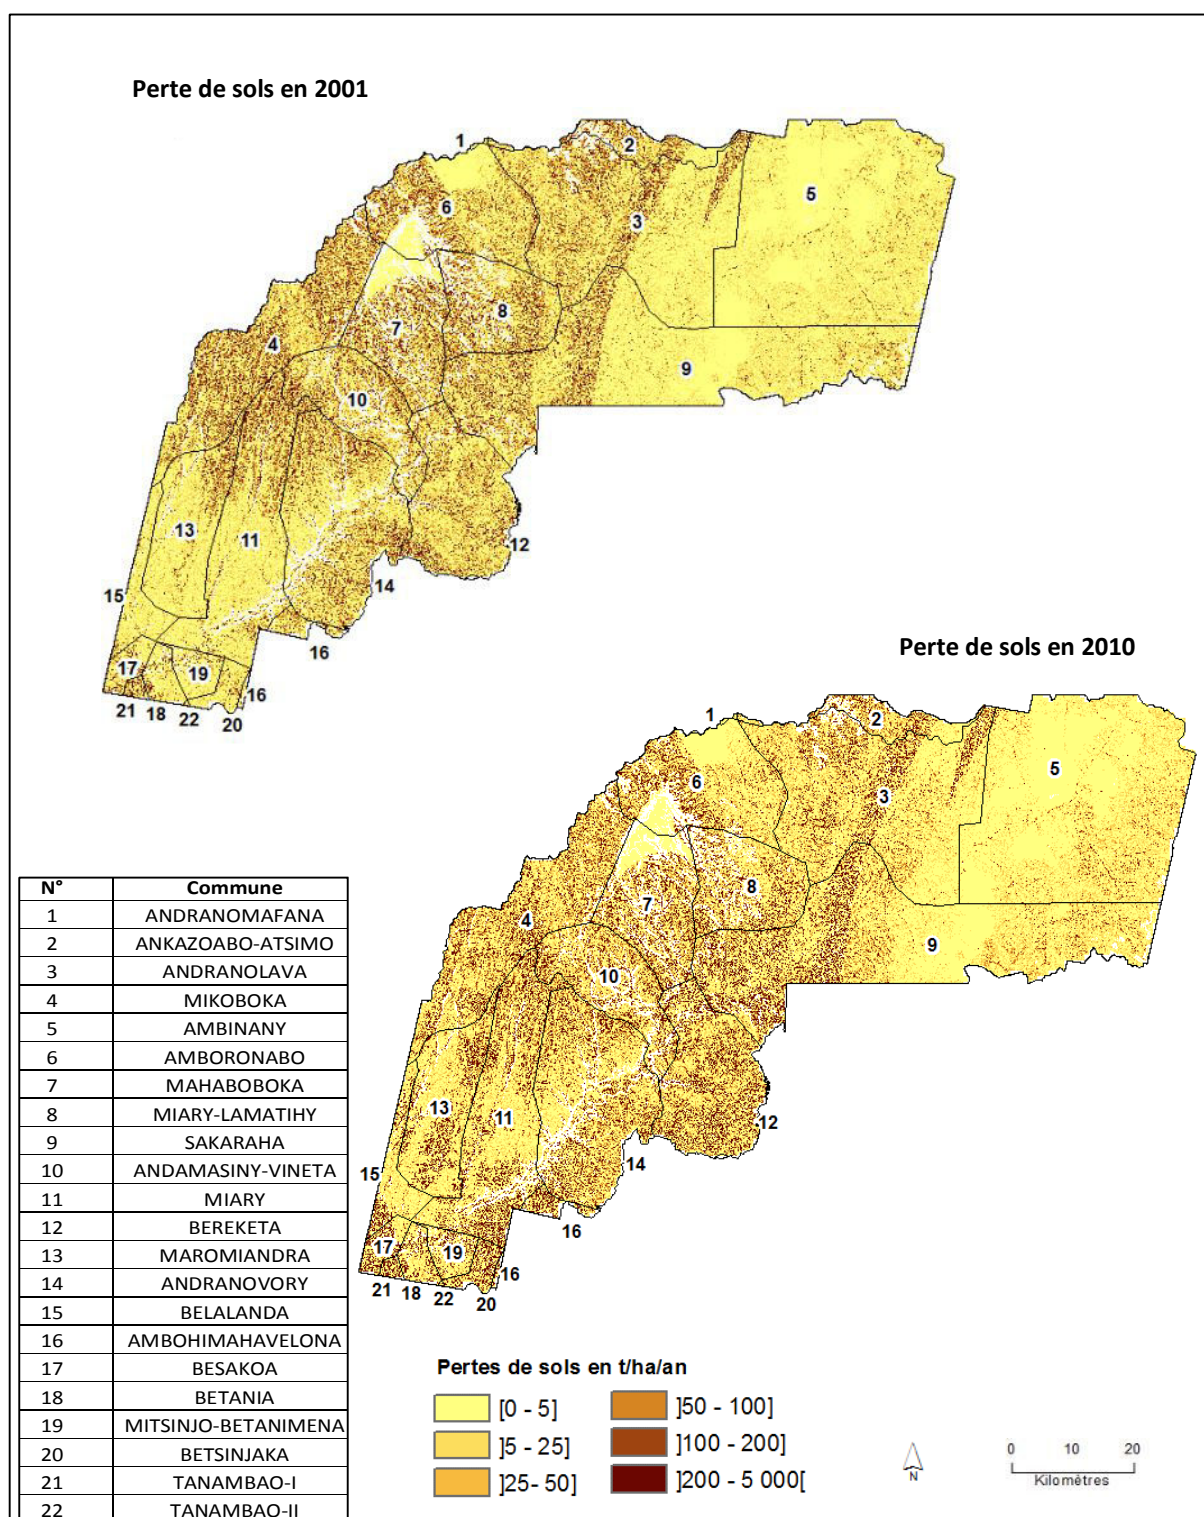 Perte de sols en 2001
1
2
5
6
3
8
7
4
9
10
13
11
12
15
14
16
17
19
16
21 18 22 20
Perte de sols en 2010
1
2
5
6
3
8
7
4
9
10
13
11
12
15
14
16
17
19
16
21 18 22 20
N° Commune
1 ANDRANOMAFANA
2 ANKAZOABO-ATSIMO
3 ANDRANOLAVA
4 MIKOBOKA
5 AMBINANY
6 AMBORONABO
7 MAHABOBOKA
8 MIARY-LAMATIHY
9 SAKARAHA
10 ANDAMASINY-VINETA
11 MIARY
12 BEREKETA
13 MAROMIANDRA
14 ANDRANOVORY
15 BELALANDA
16 AMBOHIMAHAVELONA
17 BESAKOA
18 BETANIA
19 MITSINJO-BETANIMENA
20 BETSINJAKA
21 TANAMBAO-I
22 TANAMBAO-II
Pertes de sols en t/ha/an
[0 - 5]
]5 - 25]
]25- 50]
]50 - 100]
]100 - 200]
]200 - 5 000[
N
0 10 20
Kilométres